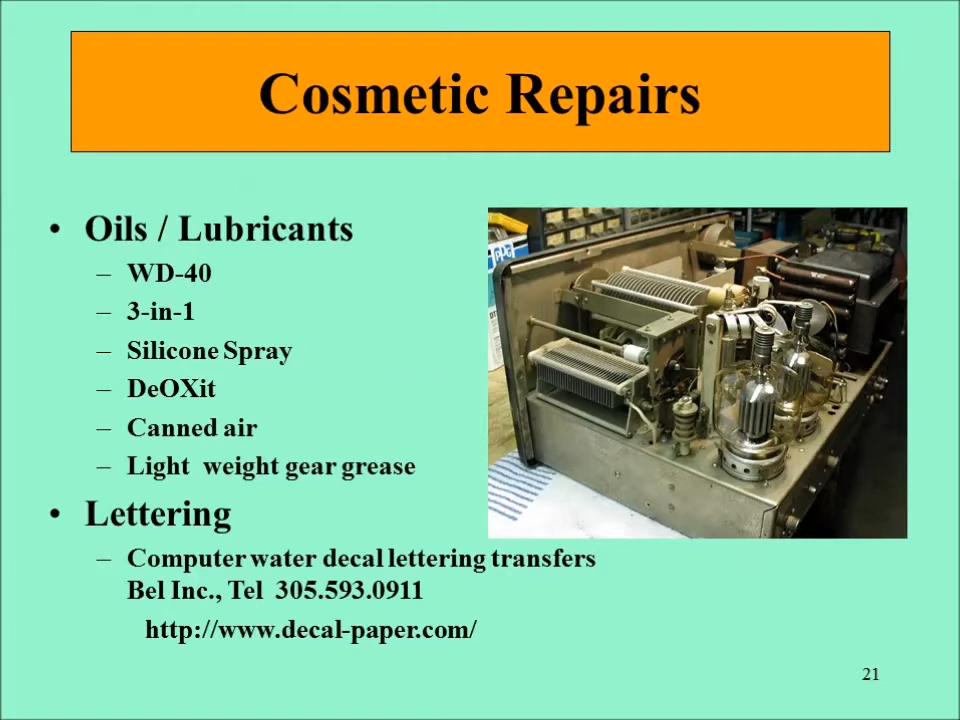 Cosmetic Repairs
• Oils / Lubricants
– WD-40
– 3-in-1
– Silicone Spray
– DeOXit
– Canned air
– Light weight gear grease
• Lettering
– Computer water decal lettering transfers
Bel Inc., Tel 305.593.0911
http://www.decal-paper.com/
PPG
21